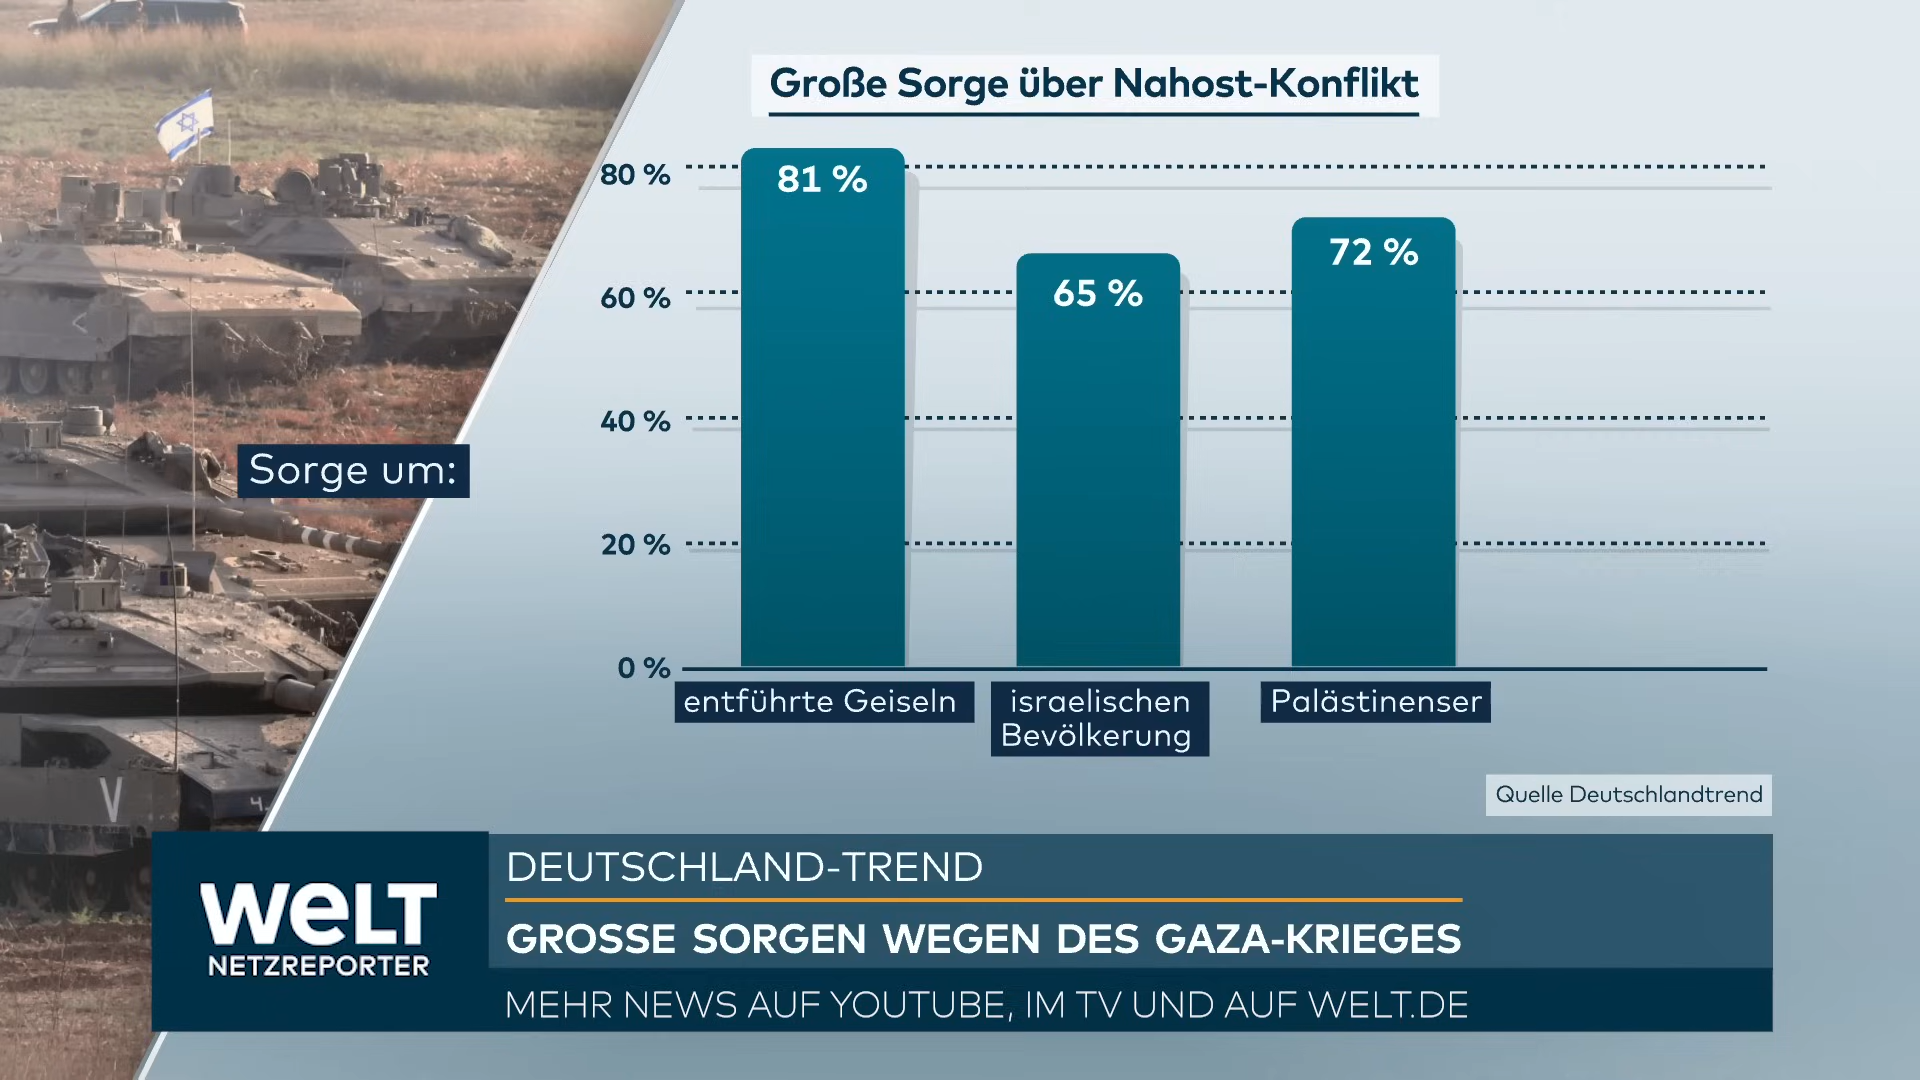 Große Sorge über Nahost-Konflikt
80 %
60 %
40 %
20 %
0 %
81 %
65 %
72 %
Sorge um:
entführte Geiseln
israelischen
Bevölkerung
Palästinenser
Quelle Deutschlandtrend
V
WELT
NETZREPORTER
DEUTSCHLAND-TREND
GROSSE SORGEN WEGEN DES GAZA-KRIEGES
MEHR NEWS AUF YOUTUBE, IM TV UND AUF WELT.DE